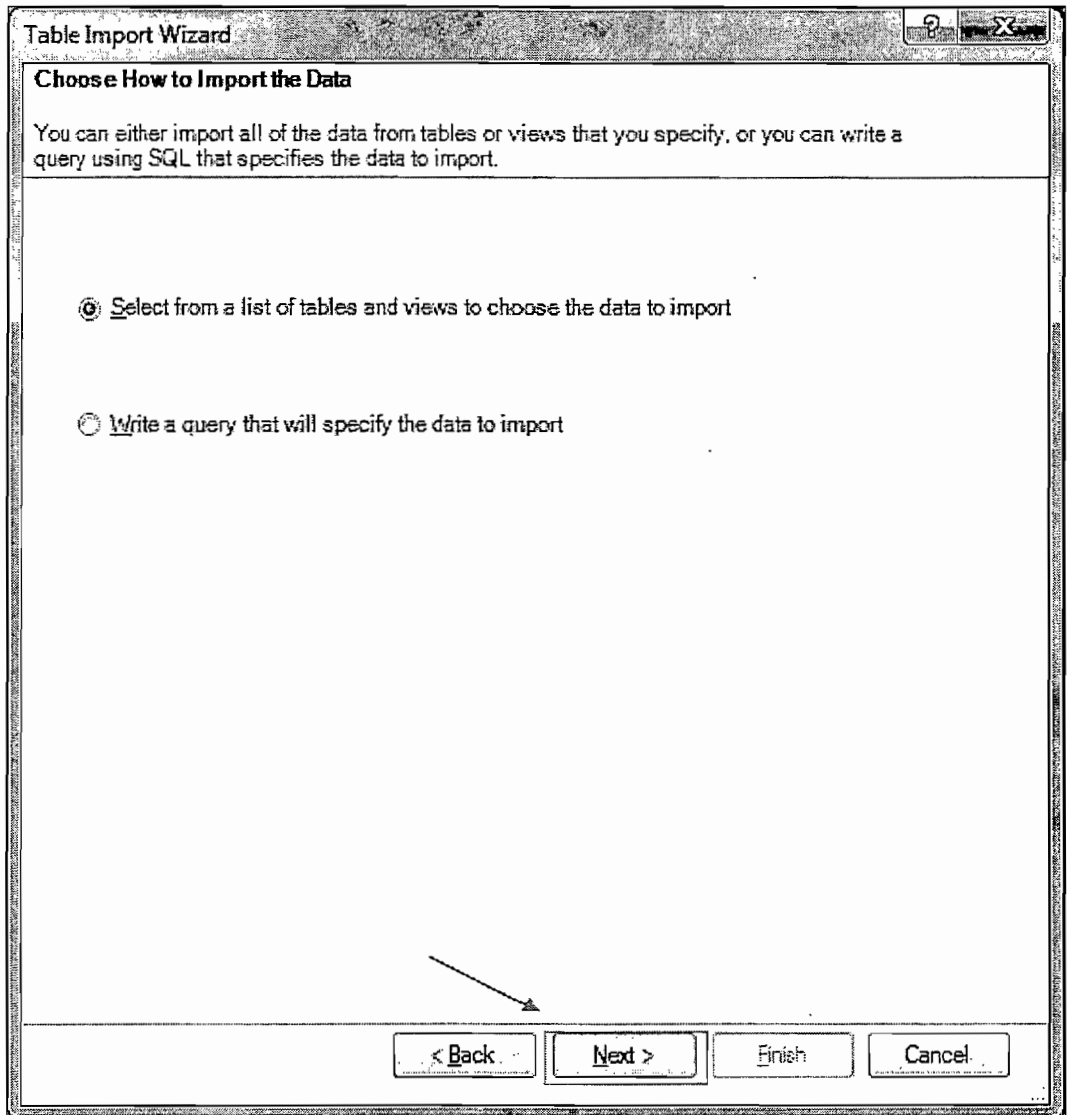 Table Import Wizard
Choose How to Import the Data
You can either import all of the data from tables or views that you specify, or you can write a
query using SQL that specifies the data to import.
Select from a list of tables and views to choose the data to import
Write a query that will specify the data to import
< Back
Next >
Finish
Cancel